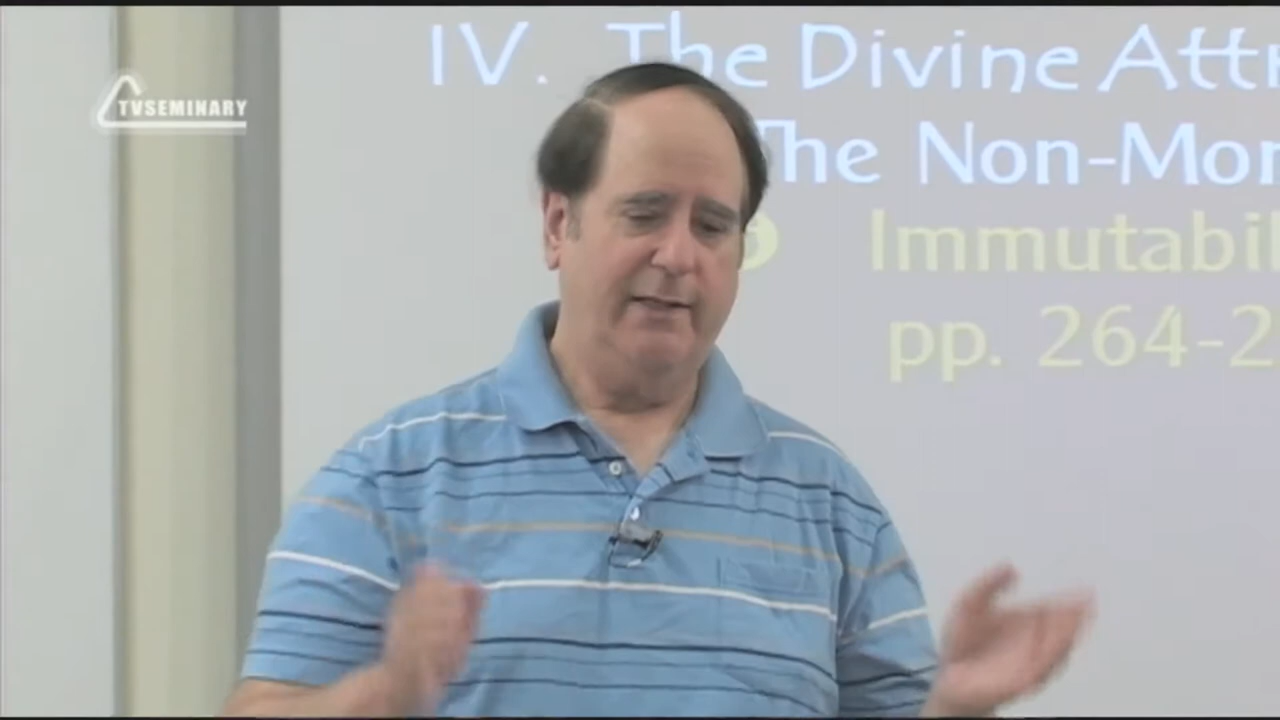 TVSEMINARY
IV. The Divine Attr
The Non-Mor
Immutabil
pp. 264-2